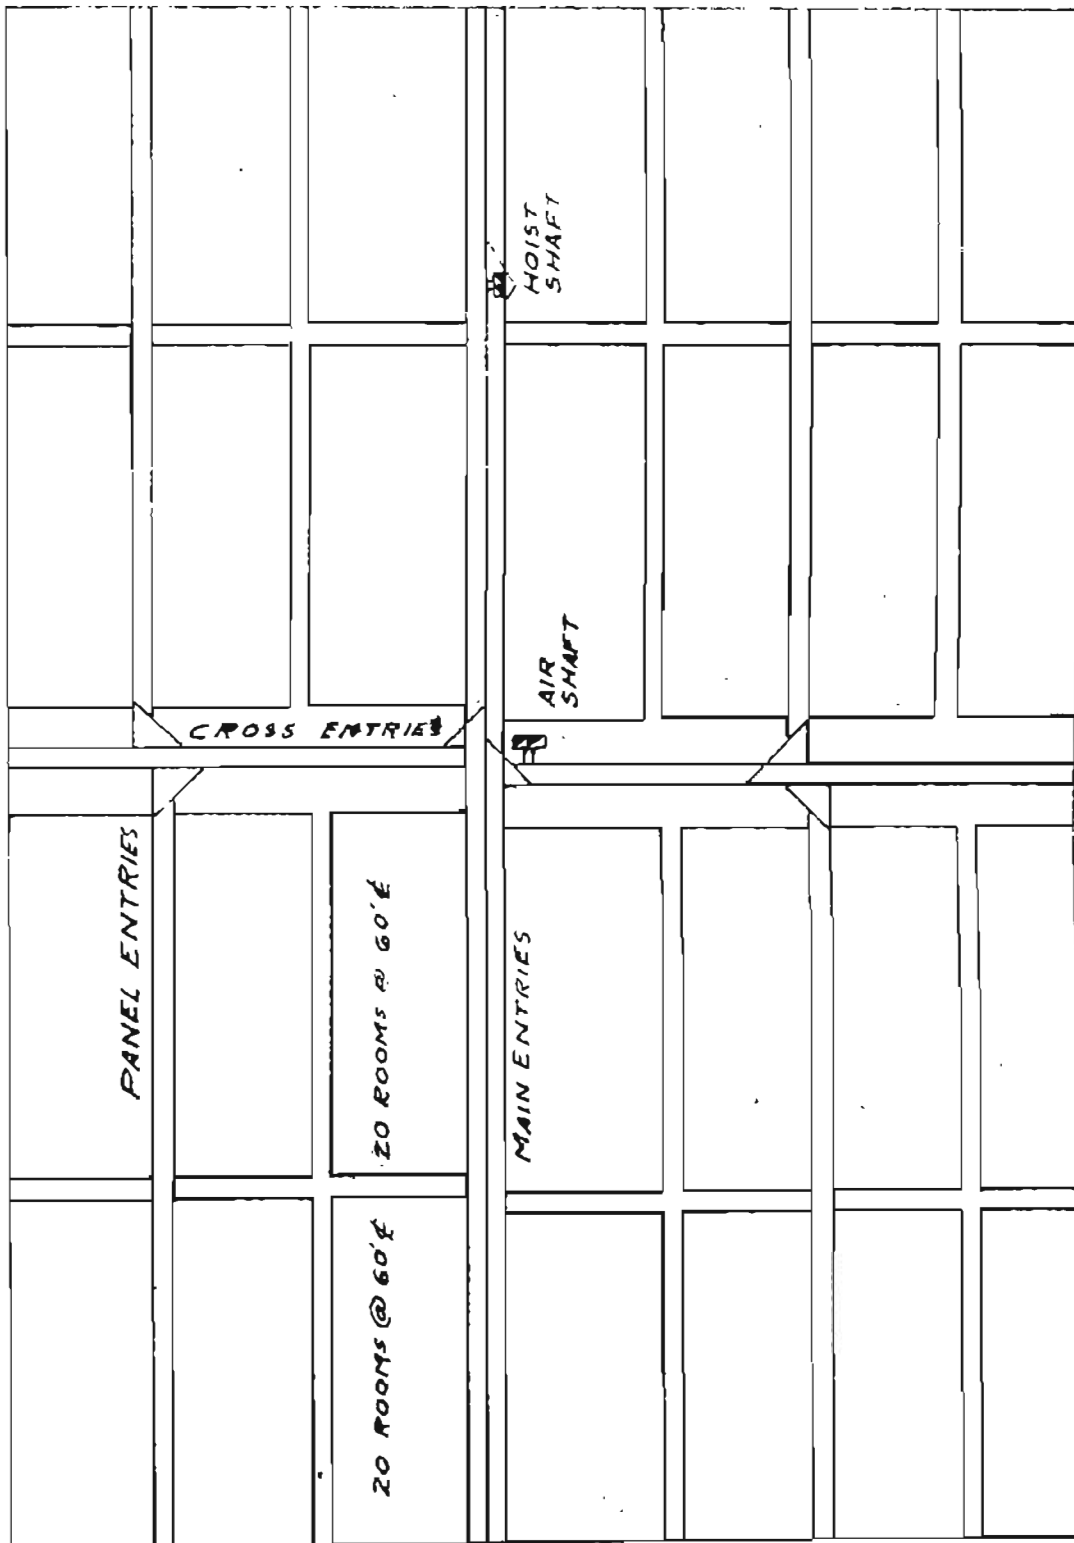 HOIST
SHAFT
AIR
SHAFT
CROSS ENTRIES
PANEL ENTRIES
20 ROOMS @ 60' ℄
MAIN ENTRIES
20 ROOMS @ 60' ℄